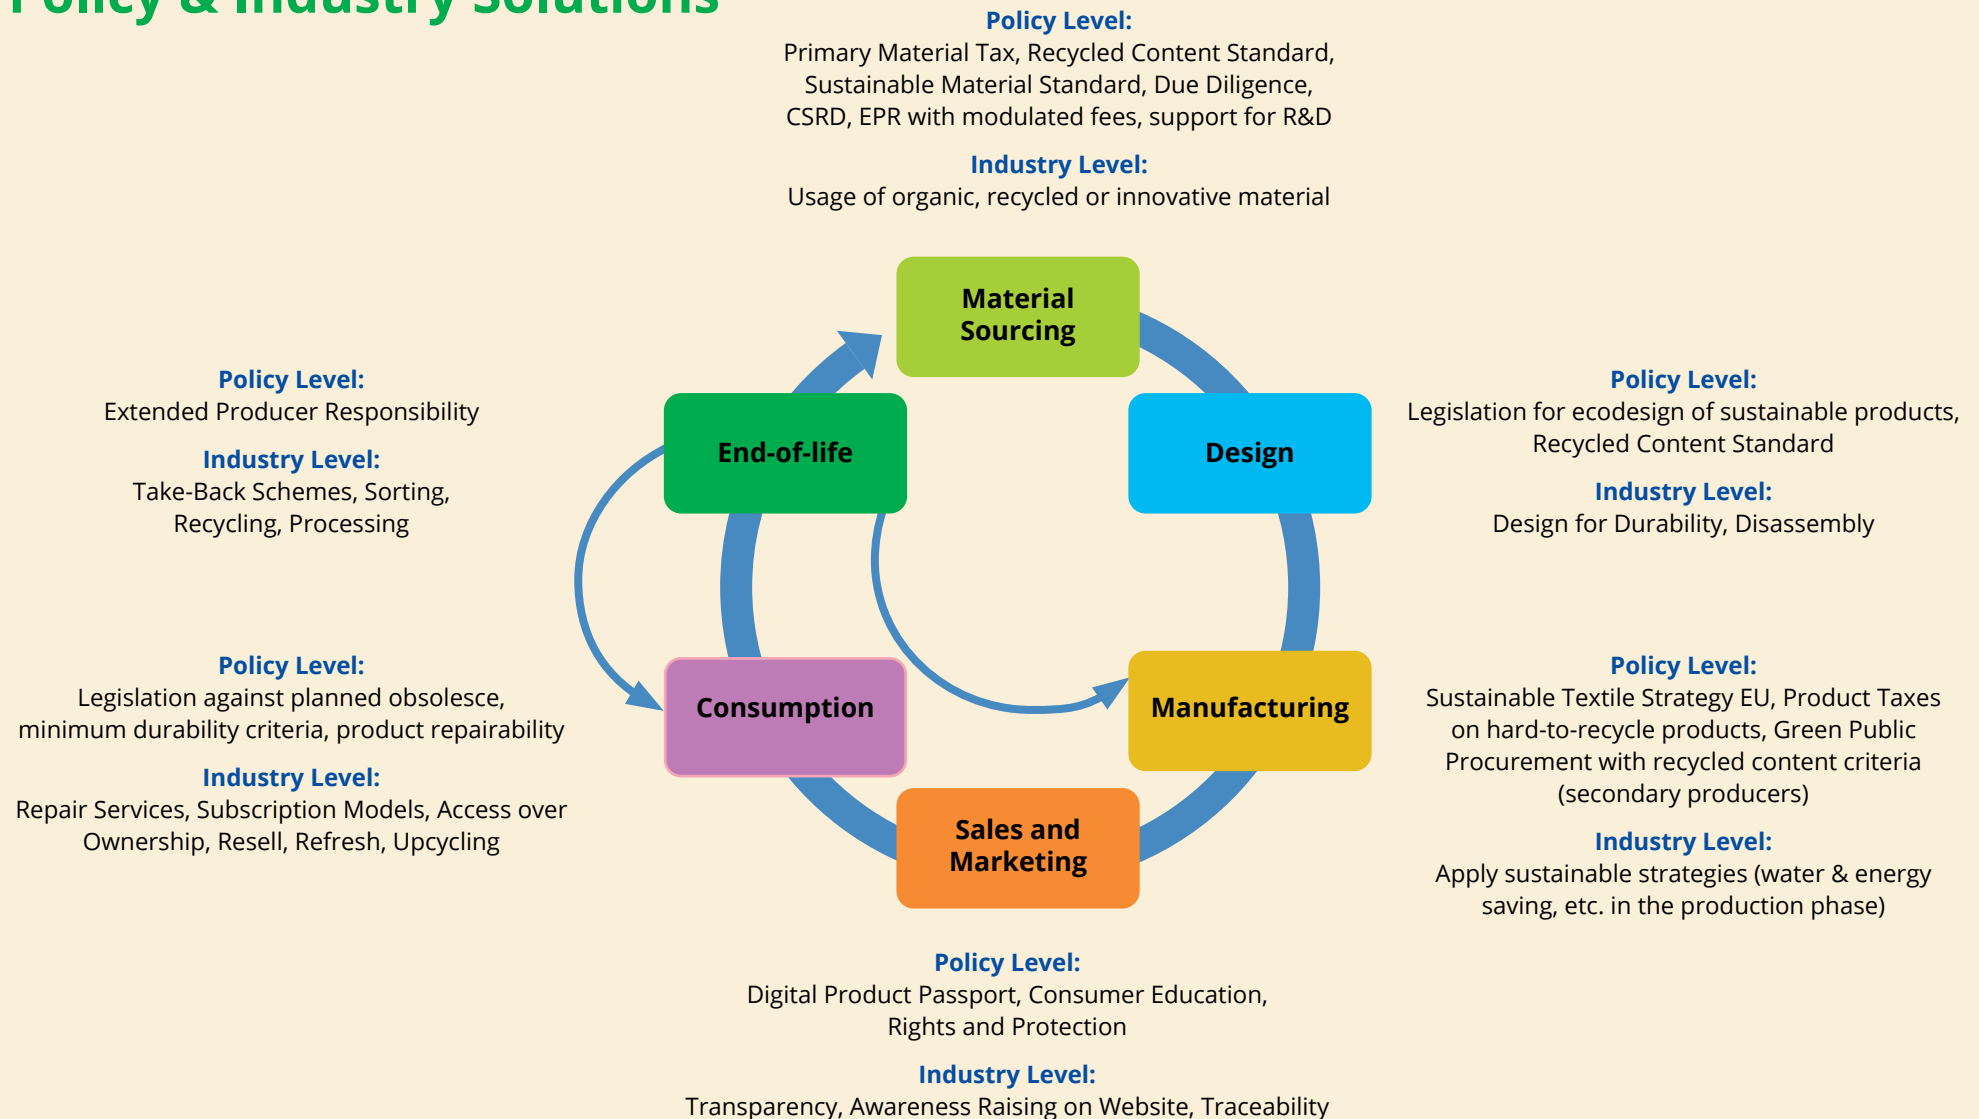 Policy & Industry Solutions
Policy Level:
Primary Material Tax, Recycled Content Standard,
Sustainable Material Standard, Due Diligence,
CSRD, EPR with modulated fees, support for R&D
Industry Level:
Usage of organic, recycled or innovative material
Material
Sourcing
Policy Level:
Extended Producer Responsibility
Industry Level:
Take-Back Schemes, Sorting,
Recycling, Processing
End-of-life
Design
Policy Level:
Legislation for ecodesign of sustainable products,
Recycled Content Standard
Industry Level:
Design for Durability, Disassembly
Policy Level:
Legislation against planned obsolesce,
minimum durability criteria, product repairability
Industry Level:
Repair Services, Subscription Models, Access over
Ownership, Resell, Refresh, Upcycling
Consumption
Manufacturing
Policy Level:
Sustainable Textile Strategy EU, Product Taxes
on hard-to-recycle products, Green Public
Procurement with recycled content criteria
(secondary producers)
Industry Level:
Apply sustainable strategies (water & energy
saving, etc. in the production phase)
Sales and
Marketing
Policy Level:
Digital Product Passport, Consumer Education,
Rights and Protection
Industry Level:
Transparency, Awareness Raising on Website, Traceability